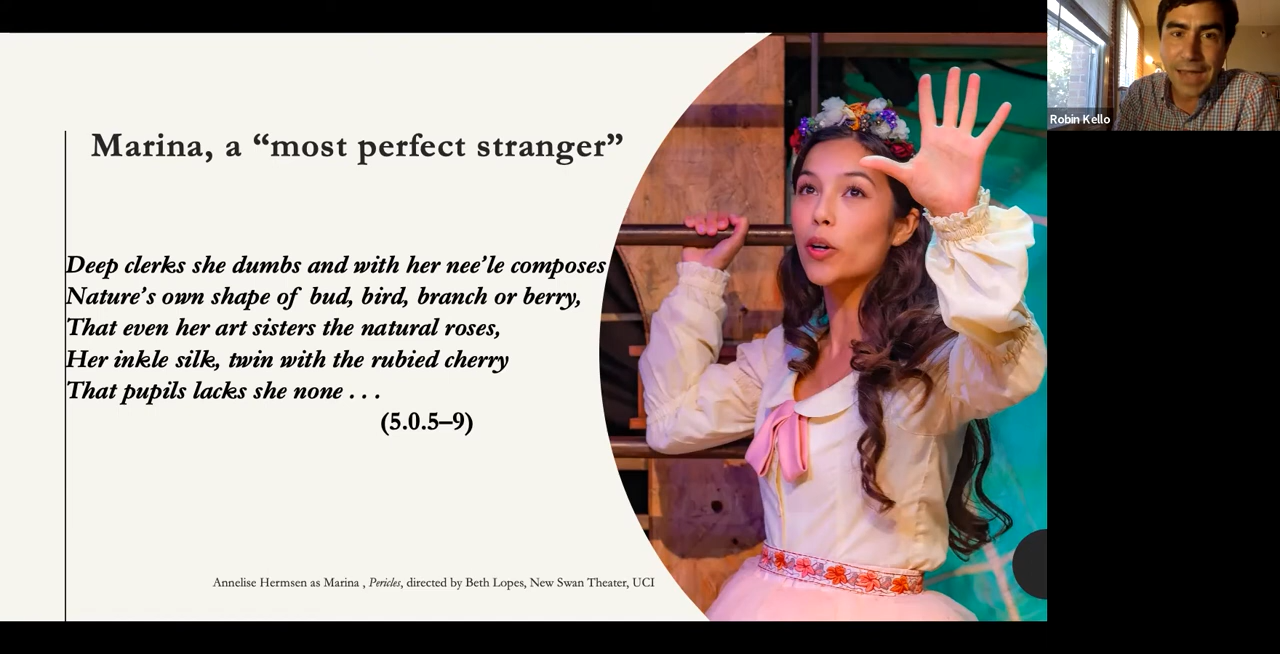 Marina, a “most perfect stranger”
Deep clerks she dumbs and with her nee’le composes
Nature’s own shape of bud, bird, branch or berry,
That even her art sisters the natural roses,
Her inkle silk, twin with the rubied cherry
That pupils lacks she none . . .
(5.0.5–9)
Annelise Hermsen as Marina , Pericles, directed by Beth Lopes, New Swan Theater, UCI
Robin Kello